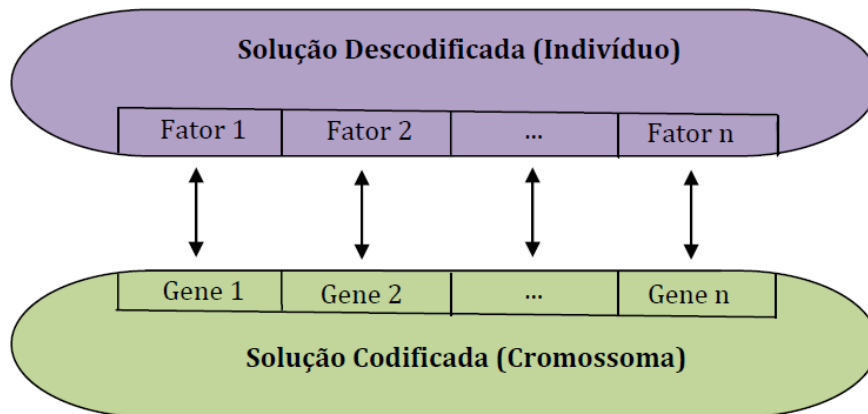 Solução Descodificada (Indivíduo)
Fator 1 Fator 2 ... Fator n
Gene 1 Gene 2 ... Gene n
Solução Codificada (Cromossoma)